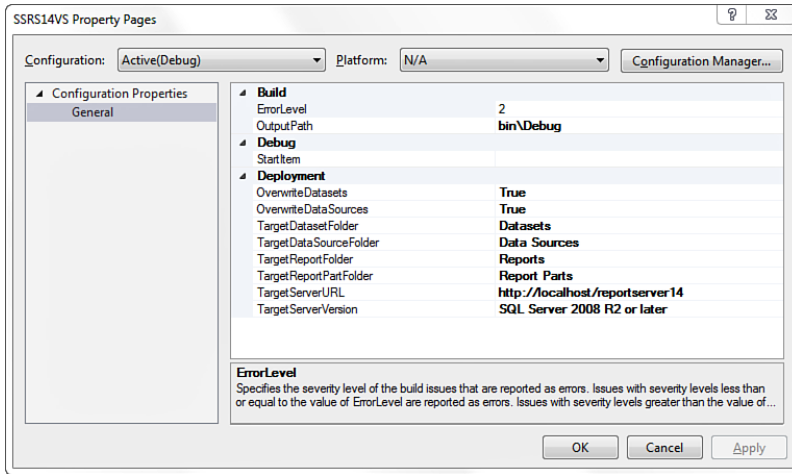 SSRS14VS Property Pages
Configuration: Active(Debug) Platform: N/A Configuration Manager...
Configuration Properties
General
Build
ErrorLevel 2
OutputPath bin\Debug
Debug
StartItem
Deployment
OverwriteDatasets True
OverwriteDataSources True
TargetDatasetFolder Datasets
TargetDataSourceFolder Data Sources
TargetReportFolder Reports
TargetReportPartFolder Report Parts
TargetServerURL http://localhost/reportserver14
TargetServerVersion SQL Server 2008 R2 or later
ErrorLevel
Specifies the severity level of the build issues that are reported as errors. Issues with severity levels less than
or equal to the value of ErrorLevel are reported as errors. Issues with severity levels greater than the value of...
OK Cancel Apply